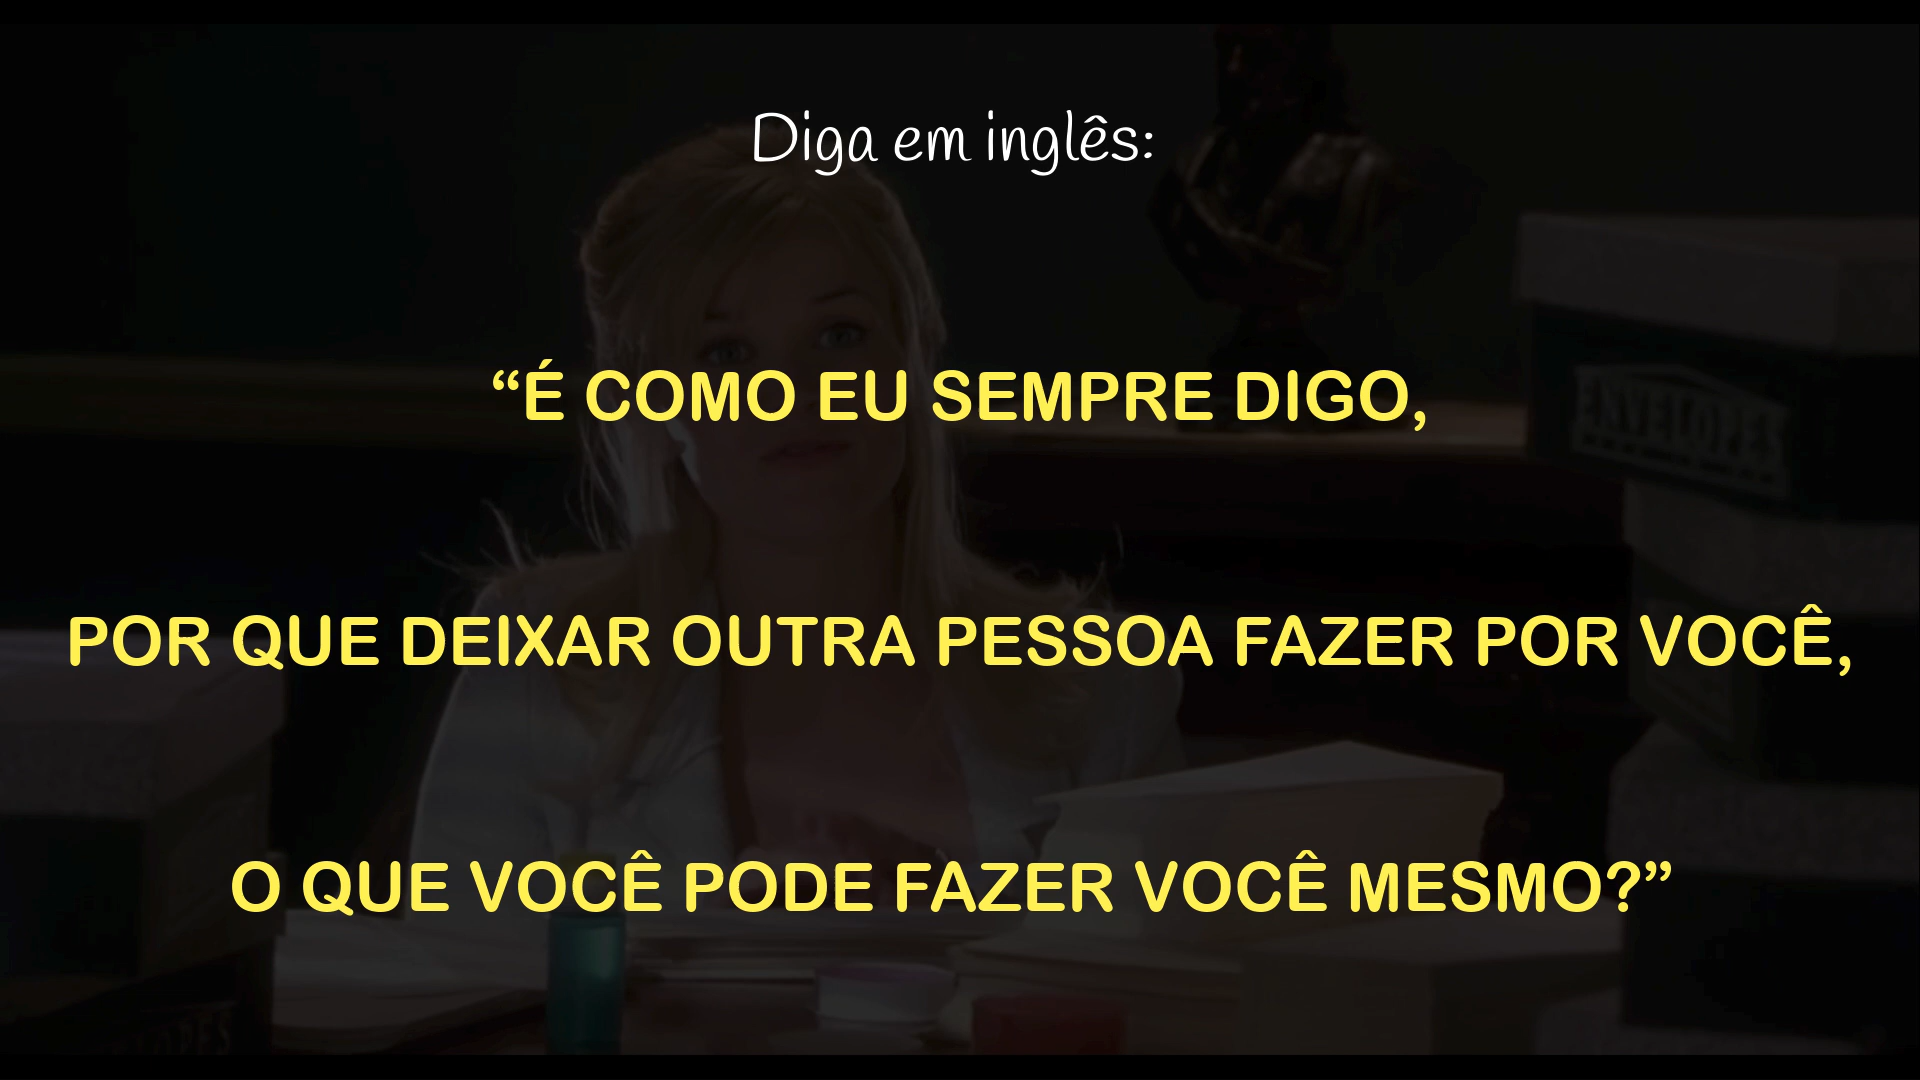 Diga em inglês:
“É COMO EU SEMPRE DIGO,
ENVELOPES
POR QUE DEIXAR OUTRA PESSOA FAZER POR VOCÊ,
O QUE VOCÊ PODE FAZER VOCÊ MESMO?”